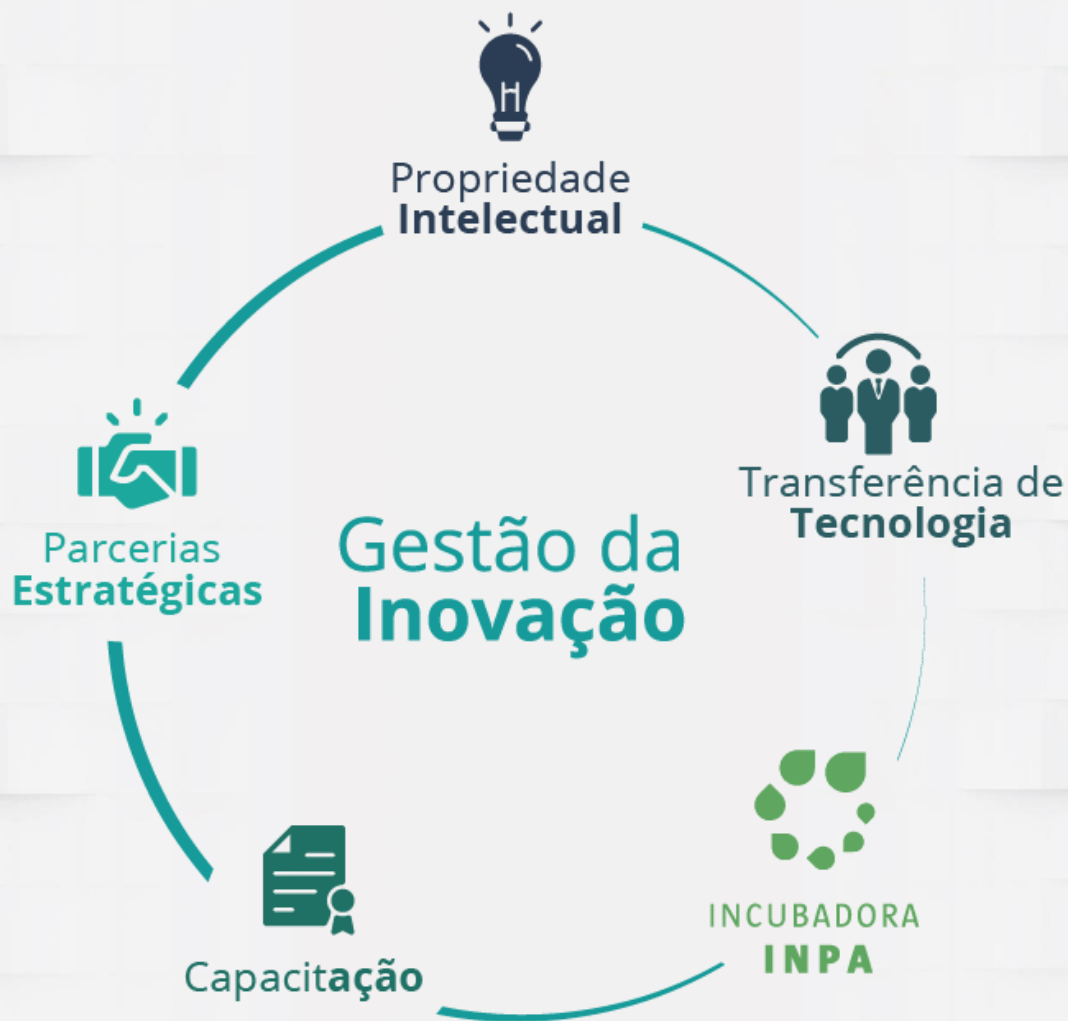 Propriedade
Intelectual
Transferência de
Tecnologia
Parcerias
Estratégicas
Gestão da
Inovação
INCUBADORA
INPA
Capacitação